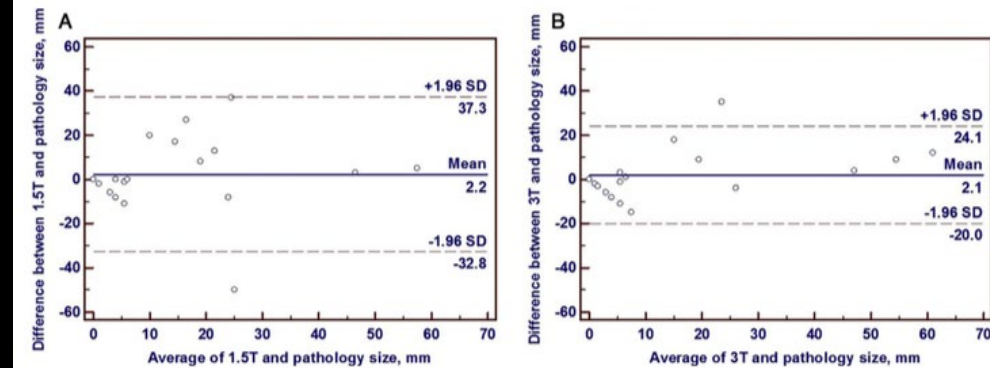 A
Difference between 1.5T and pathology size, mm
60
40
20
0
-20
-40
-60
+1.96 SD
37.3
Mean
2.2
-1.96 SD
-32.8
0 10 20 30 40 50 60 70
Average of 1.5T and pathology size, mm
B
Difference between 3T and pathology size, mm
60
40
20
0
-20
-40
-60
+1.96 SD
24.1
Mean
2.1
-1.96 SD
-20.0
0 10 20 30 40 50 60 70
Average of 3T and pathology size, mm